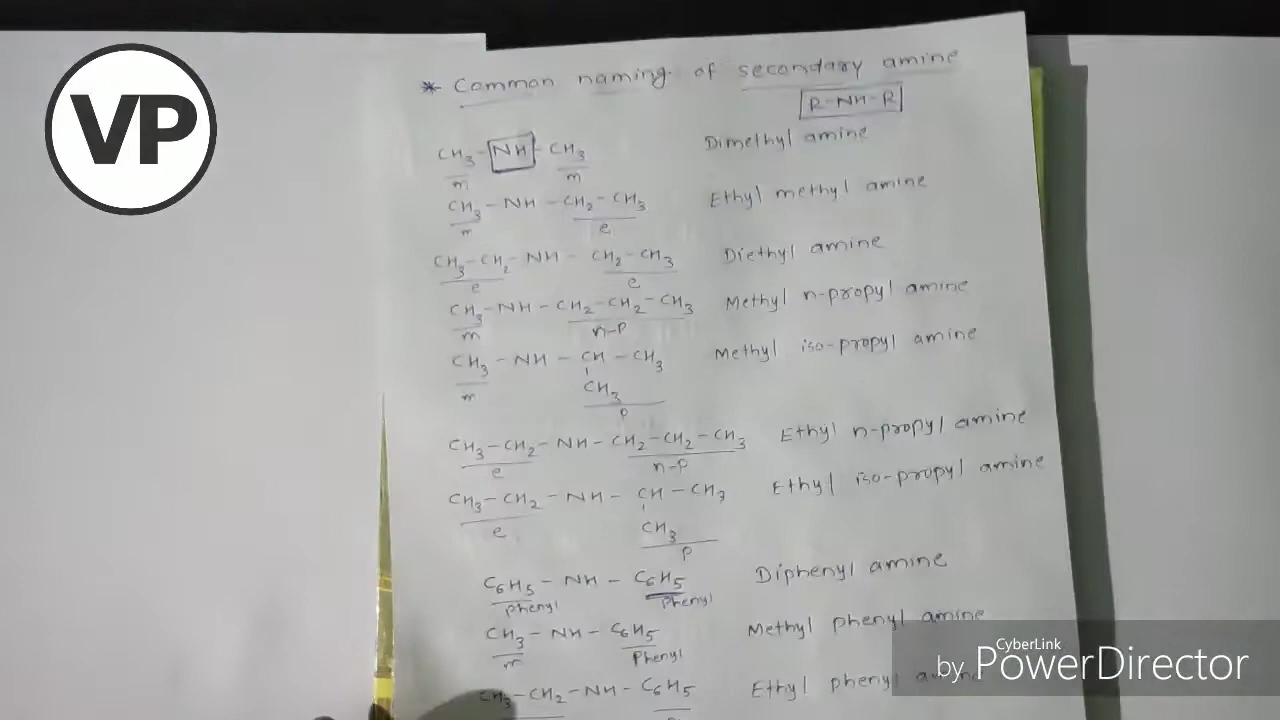 VP
* Common naming of secondary amine
R-NH-R
CH3 - NH - CH3 Dimethyl amine
m m
CH3 - NH - CH2 - CH3 Ethyl methyl amine
m e
CH3 - CH2 - NH - CH2 - CH3 Diethyl amine
e e
CH3 - NH - CH2 - CH2 - CH3 Methyl n-propyl amine
m n-p
CH3 - NH - CH - CH3 Methyl iso-propyl amine
CH3
m p
CH3 - CH2 - NH - CH2 - CH2 - CH3 Ethyl n-propyl amine
e n-p
CH3 - CH2 - NH - CH - CH3 Ethyl iso-propyl amine
CH3
e p
C6H5 - NH - C6H5 Diphenyl amine
phenyl phenyl
CH3 - NH - C6H5 Methyl phenyl amine
m phenyl
CH3 - CH2 - NH - C6H5 Ethyl phenyl amine
CyberLink
by PowerDirector